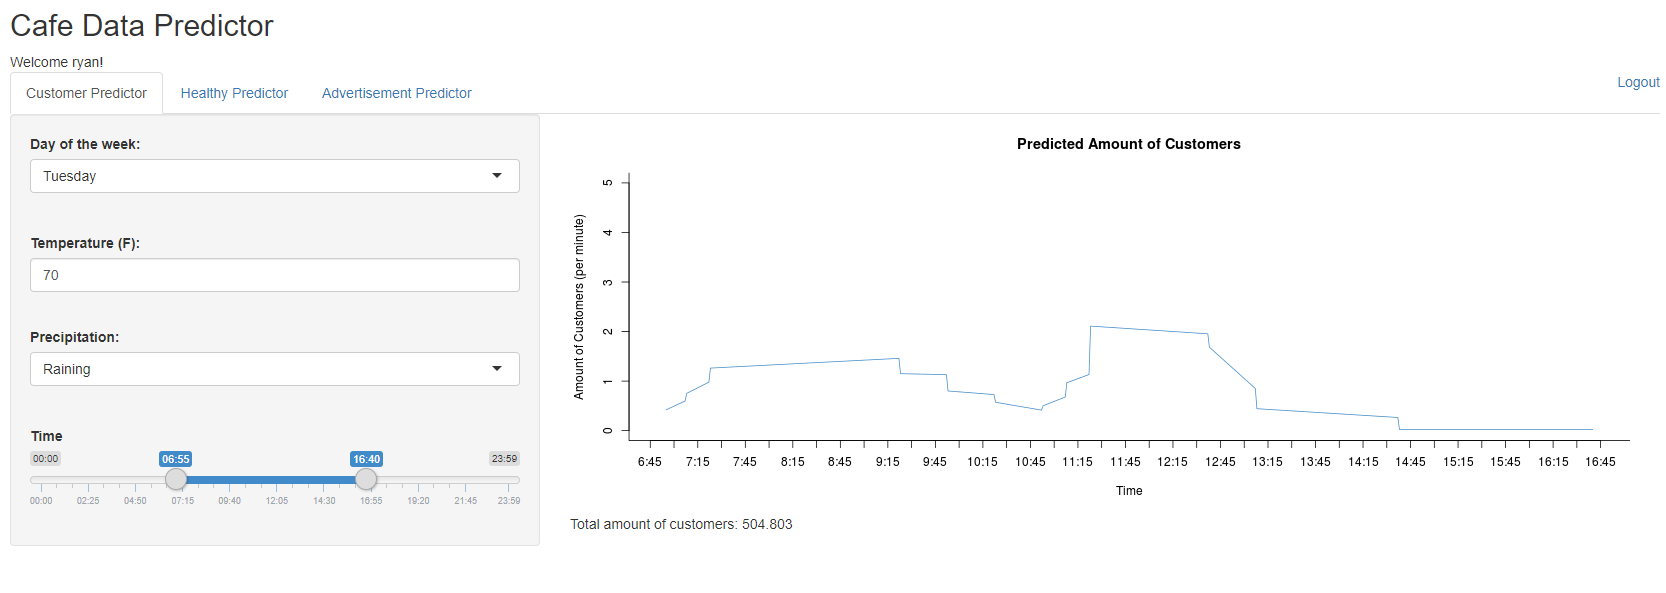 Cafe Data Predictor
Welcome ryan!
Customer Predictor Healthy Predictor Advertisement Predictor Logout
Day of the week:
Tuesday
Temperature (F):
70
Precipitation:
Raining
Time
00:00 06:55 16:40 23:59
00:00 02:25 04:50 07:15 09:40 12:05 14:30 16:55 19:20 21:45 23:59
Predicted Amount of Customers
Amount of Customers (per minute)
5
4
3
2
1
0
6:45 7:15 7:45 8:15 8:45 9:15 9:45 10:15 10:45 11:15 11:45 12:15 12:45 13:15 13:45 14:15 14:45 15:15 15:45 16:15 16:45
Time
Total amount of customers: 504.803